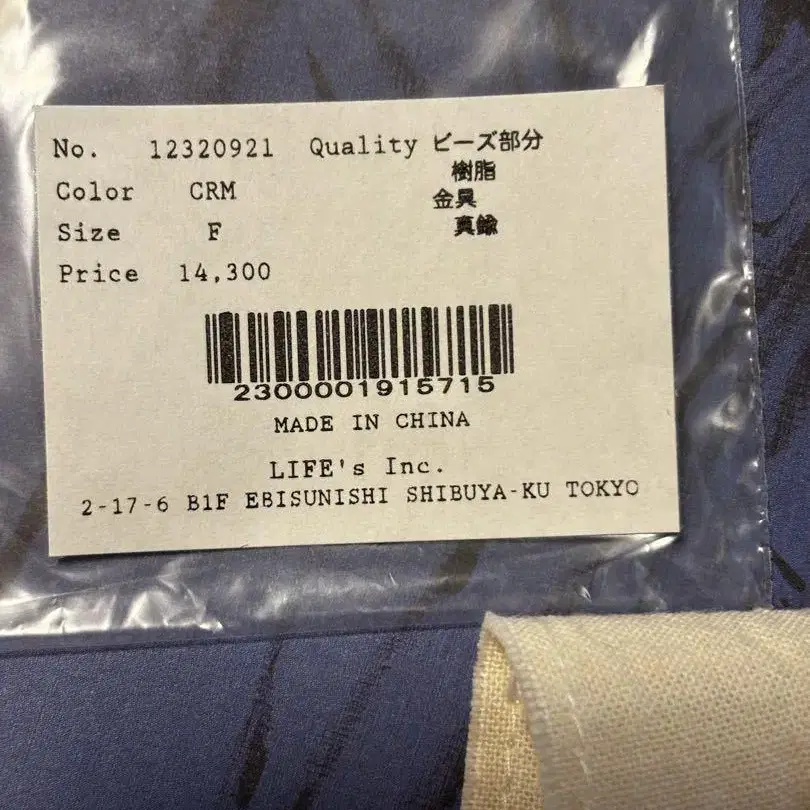 No. 12320921 Quality ビーズ部分
樹脂
Color CRM
金具
Size F
真鍮
Price 14,300
2300001915715
MADE IN CHINA
LIFE's Inc.
2-17-6 B1F EBISUNISHI SHIBUYA-KU TOKYO